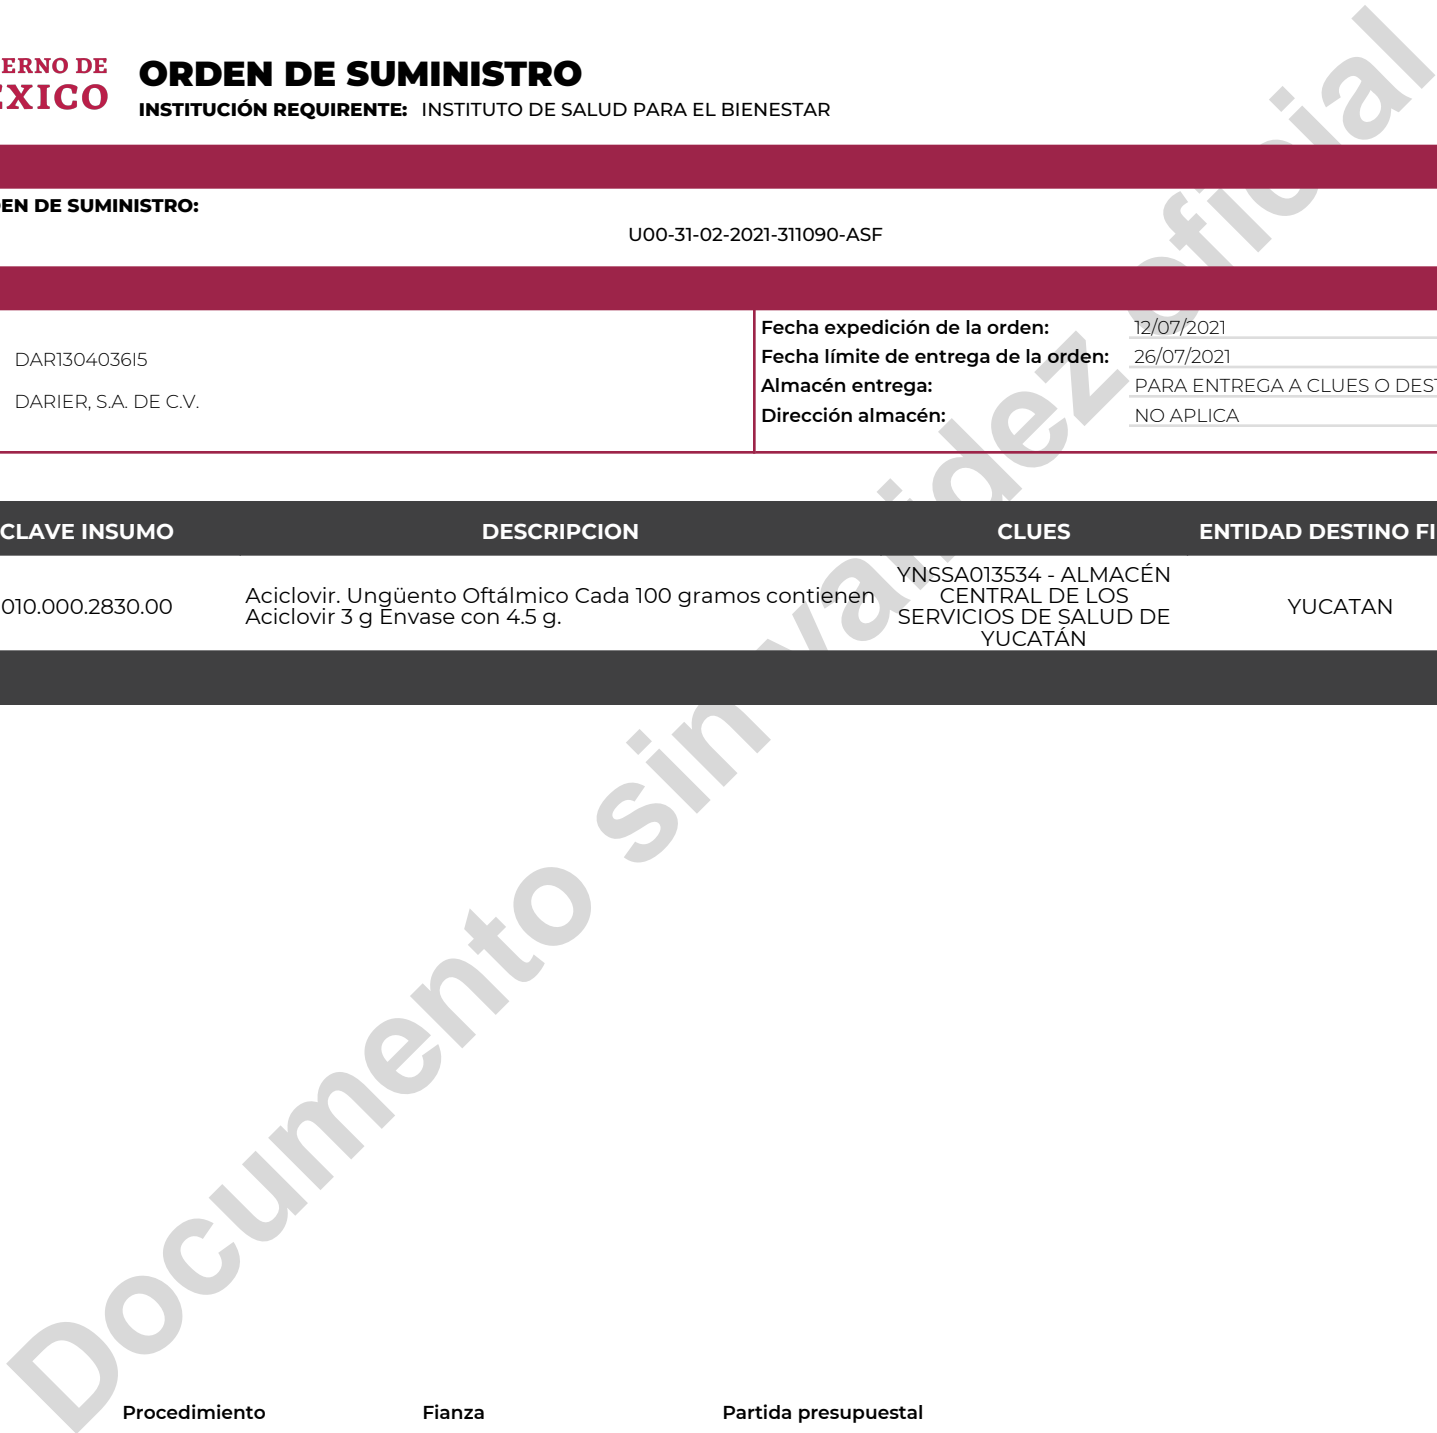 ERNO DE
EXICO
ORDEN DE SUMINISTRO
INSTITUCIÓN REQUIRENTE: INSTITUTO DE SALUD PARA EL BIENESTAR
EN DE SUMINISTRO:
U00-31-02-2021-311090-ASF
DAR1304036I5
DARIER, S.A. DE C.V.
Fecha expedición de la orden: 12/07/2021
Fecha límite de entrega de la orden: 26/07/2021
Almacén entrega: PARA ENTREGA A CLUES O DEST
Dirección almacén: NO APLICA
CLAVE INSUMO DESCRIPCION CLUES ENTIDAD DESTINO FI
010.000.2830.00
Aciclovir. Ungüento Oftálmico Cada 100 gramos contienen
Aciclovir 3 g Envase con 4.5 g.
YNSSA013534 - ALMACÉN
CENTRAL DE LOS
SERVICIOS DE SALUD DE
YUCATÁN
YUCATAN
Documento sin validez oficial
Procedimiento Fianza Partida presupuestal